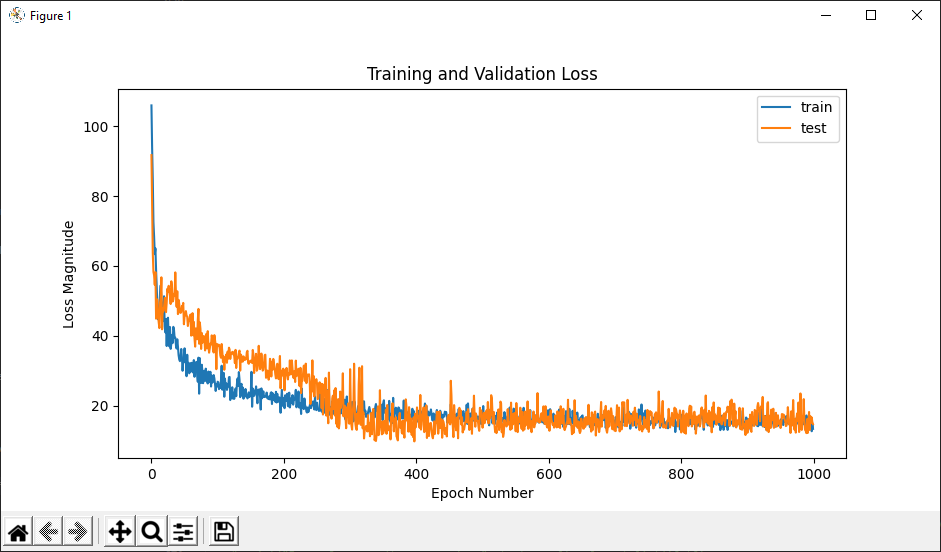 Figure 1
Training and Validation Loss
train
test
100
80
60
40
20
Loss Magnitude
0 200 400 600 800 1000
Epoch Number